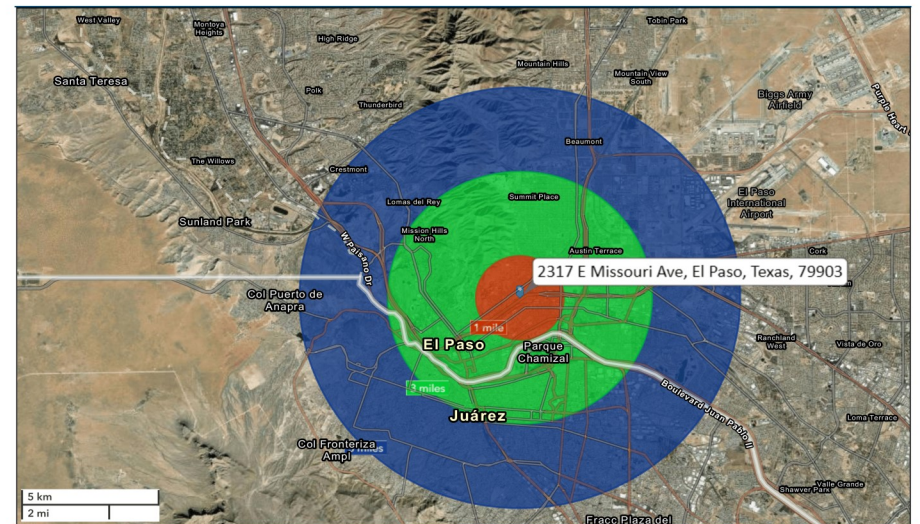 West Valley
Montoya
Heights
High Ridge
Tobin Park
Mountain Hills
Mountain View
South
Santa Teresa
Polk
Thunderbird
Biggs Army
Airfield
Purple Heart
Beaumont
The Willows
Crestmont
Summit Place
El Paso
International
Airport
Lomas del Rey
Sunland Park
Mission Hills
North
W Paisano Dr
Austin Terrace
Cork
2317 E Missouri Ave, El Paso, Texas, 79903
Col Puerto de
Anapra
1 mile
El Paso
Parque
Chamizal
Ranchland
West
Vista de Oro
3 miles
Boulevard Juan Pablo II
Juárez
Loma Terrace
Col Fronteriza
Ampl
miles
Valle Grande
Shawver Park
5 km
2 mi
Fracc Plaza del